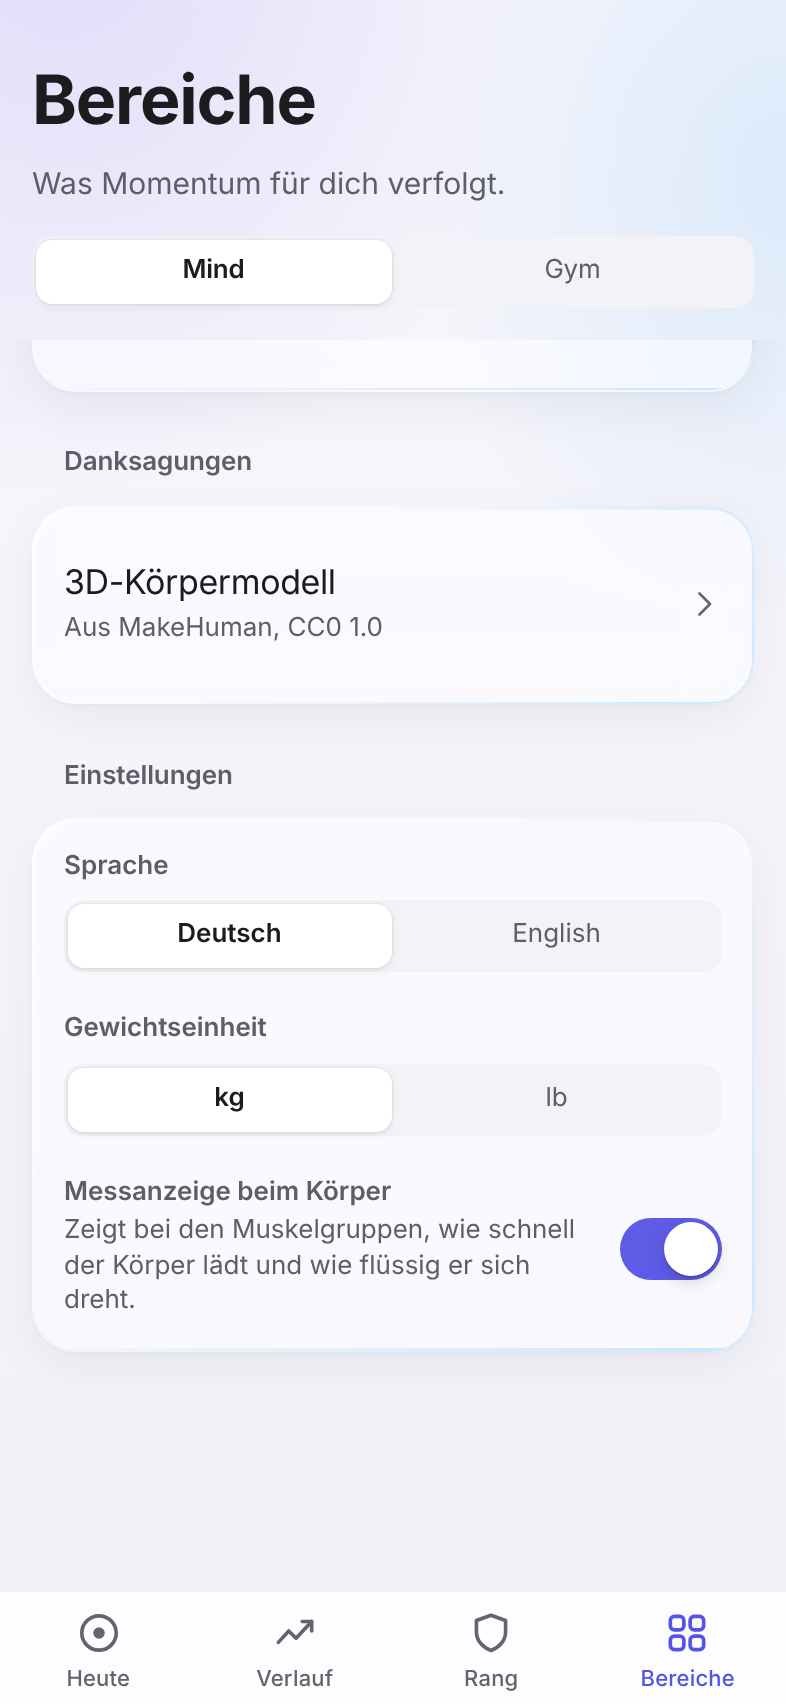 Bereiche
Was Momentum für dich verfolgt.
Mind
Gym
Danksagungen
3D-Körpermodell
Aus MakeHuman, CC0 1.0
Einstellungen
Sprache
Deutsch
English
Gewichtseinheit
kg
lb
Messanzeige beim Körper
Zeigt bei den Muskelgruppen, wie schnell
der Körper lädt und wie flüssig er sich
dreht.
Heute
Verlauf
Rang
Bereiche